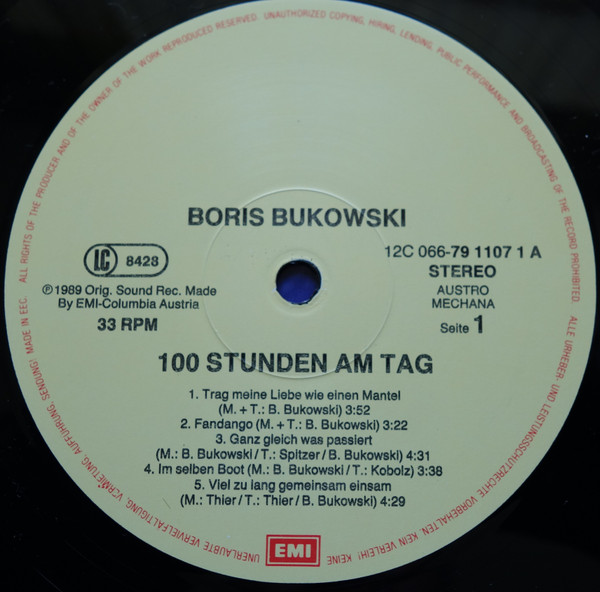 ALL RIGHTS OF THE PRODUCER AND OF THE OWNER OF THE WORK REPRODUCED RESERVED. UNAUTHORIZED COPYING, HIRING, LENDING, PUBLIC PERFORMANCE AND BROADCASTING OF THE RECORD PROHIBITED. ALLE URHEBER- UND LEISTUNGSSCHUTZRECHTE VORBEHALTEN. KEIN VERLEIH! KEINE UNERLAUBTE VERVIELFÄLTIGUNG, VERMIETUNG, AUFFÜHRUNG, SENDUNG! MADE IN EEC.
BORIS BUKOWSKI
LC 8428
12C 066-79 1107 1 A
STEREO
℗ 1989 Orig. Sound Rec. Made
By EMI-Columbia Austria
AUSTRO
MECHANA
33 RPM
Seite 1
100 STUNDEN AM TAG
1. Trag meine Liebe wie einen Mantel
(M. + T.: B. Bukowski) 3:52
2. Fandango (M. + T.: B. Bukowski) 3:22
3. Ganz gleich was passiert
(M.: B. Bukowski / T.: Spitzer / B. Bukowski) 4:31
4. Im selben Boot (M.: B. Bukowski / T.: Kobolz) 3:38
5. Viel zu lang gemeinsam einsam
(M.: Thier / T.: Thier / B. Bukowski) 4:29
EMI